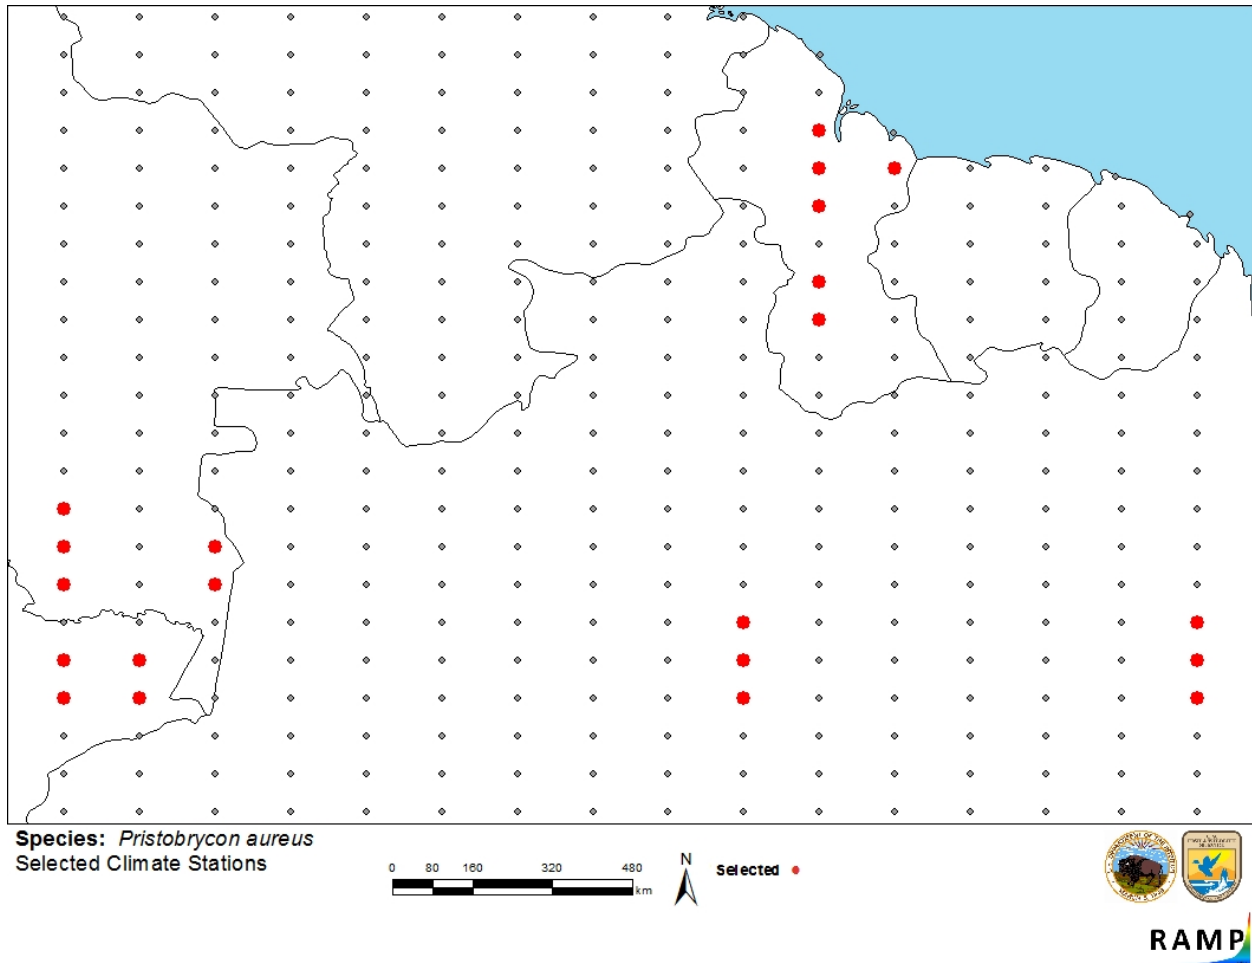 Species: Pristobrycon aureus
Selected Climate Stations
0 80 160 320 480
km
N
Selected
RAMP